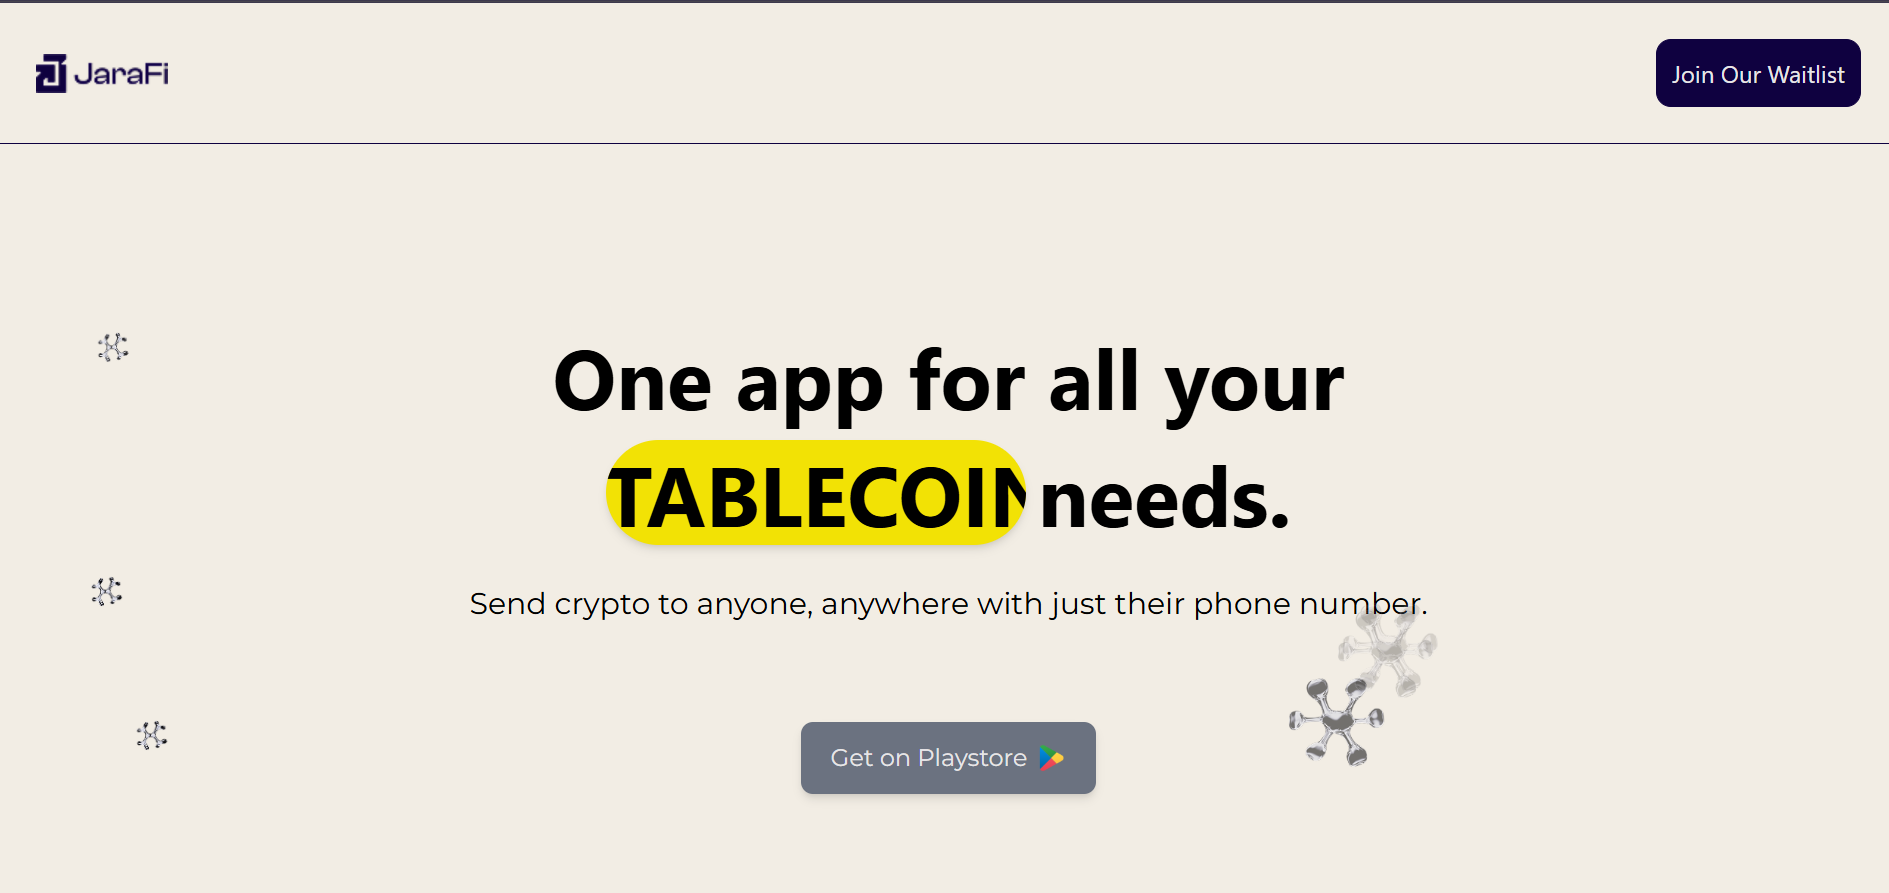 JaraFi
Join Our Waitlist
One app for all your
TABLECOIN needs.
Send crypto to anyone, anywhere with just their phone number.
Get on Playstore